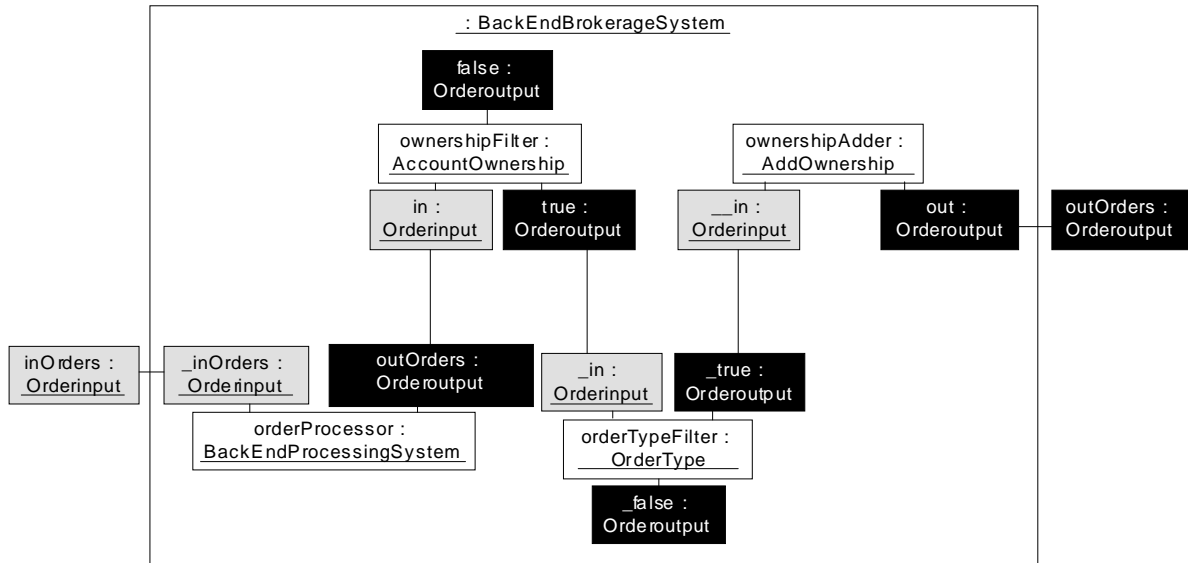 _ : BackEndBrokerageSystem
false :
Orderoutput
ownershipFilter :
AccountOwnership
ownershipAdder :
AddOwnership
in :
Orderinput
true :
Orderoutput
__in :
Orderinput
out :
Orderoutput
outOrders :
Orderoutput
inOrders :
Orderinput
_inOrders :
Orderinput
outOrders :
Orderoutput
_in :
Orderinput
_true :
Orderoutput
orderProcessor :
BackEndProcessingSystem
orderTypeFilter :
OrderType
_false :
Orderoutput